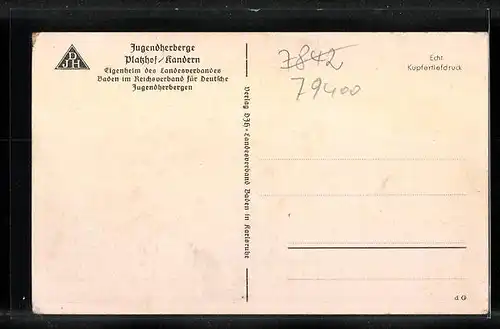 DJH
Jugendherberge
Platzhof / Kandern
Eigenheim des Landesverbandes
Baden im Reichsverband für Deutsche
Jugendherbergen
Verlag DJH-Landesverband Baden in Karlsruhe
7842
79400
Echt
Kupfertiefdruck
d G